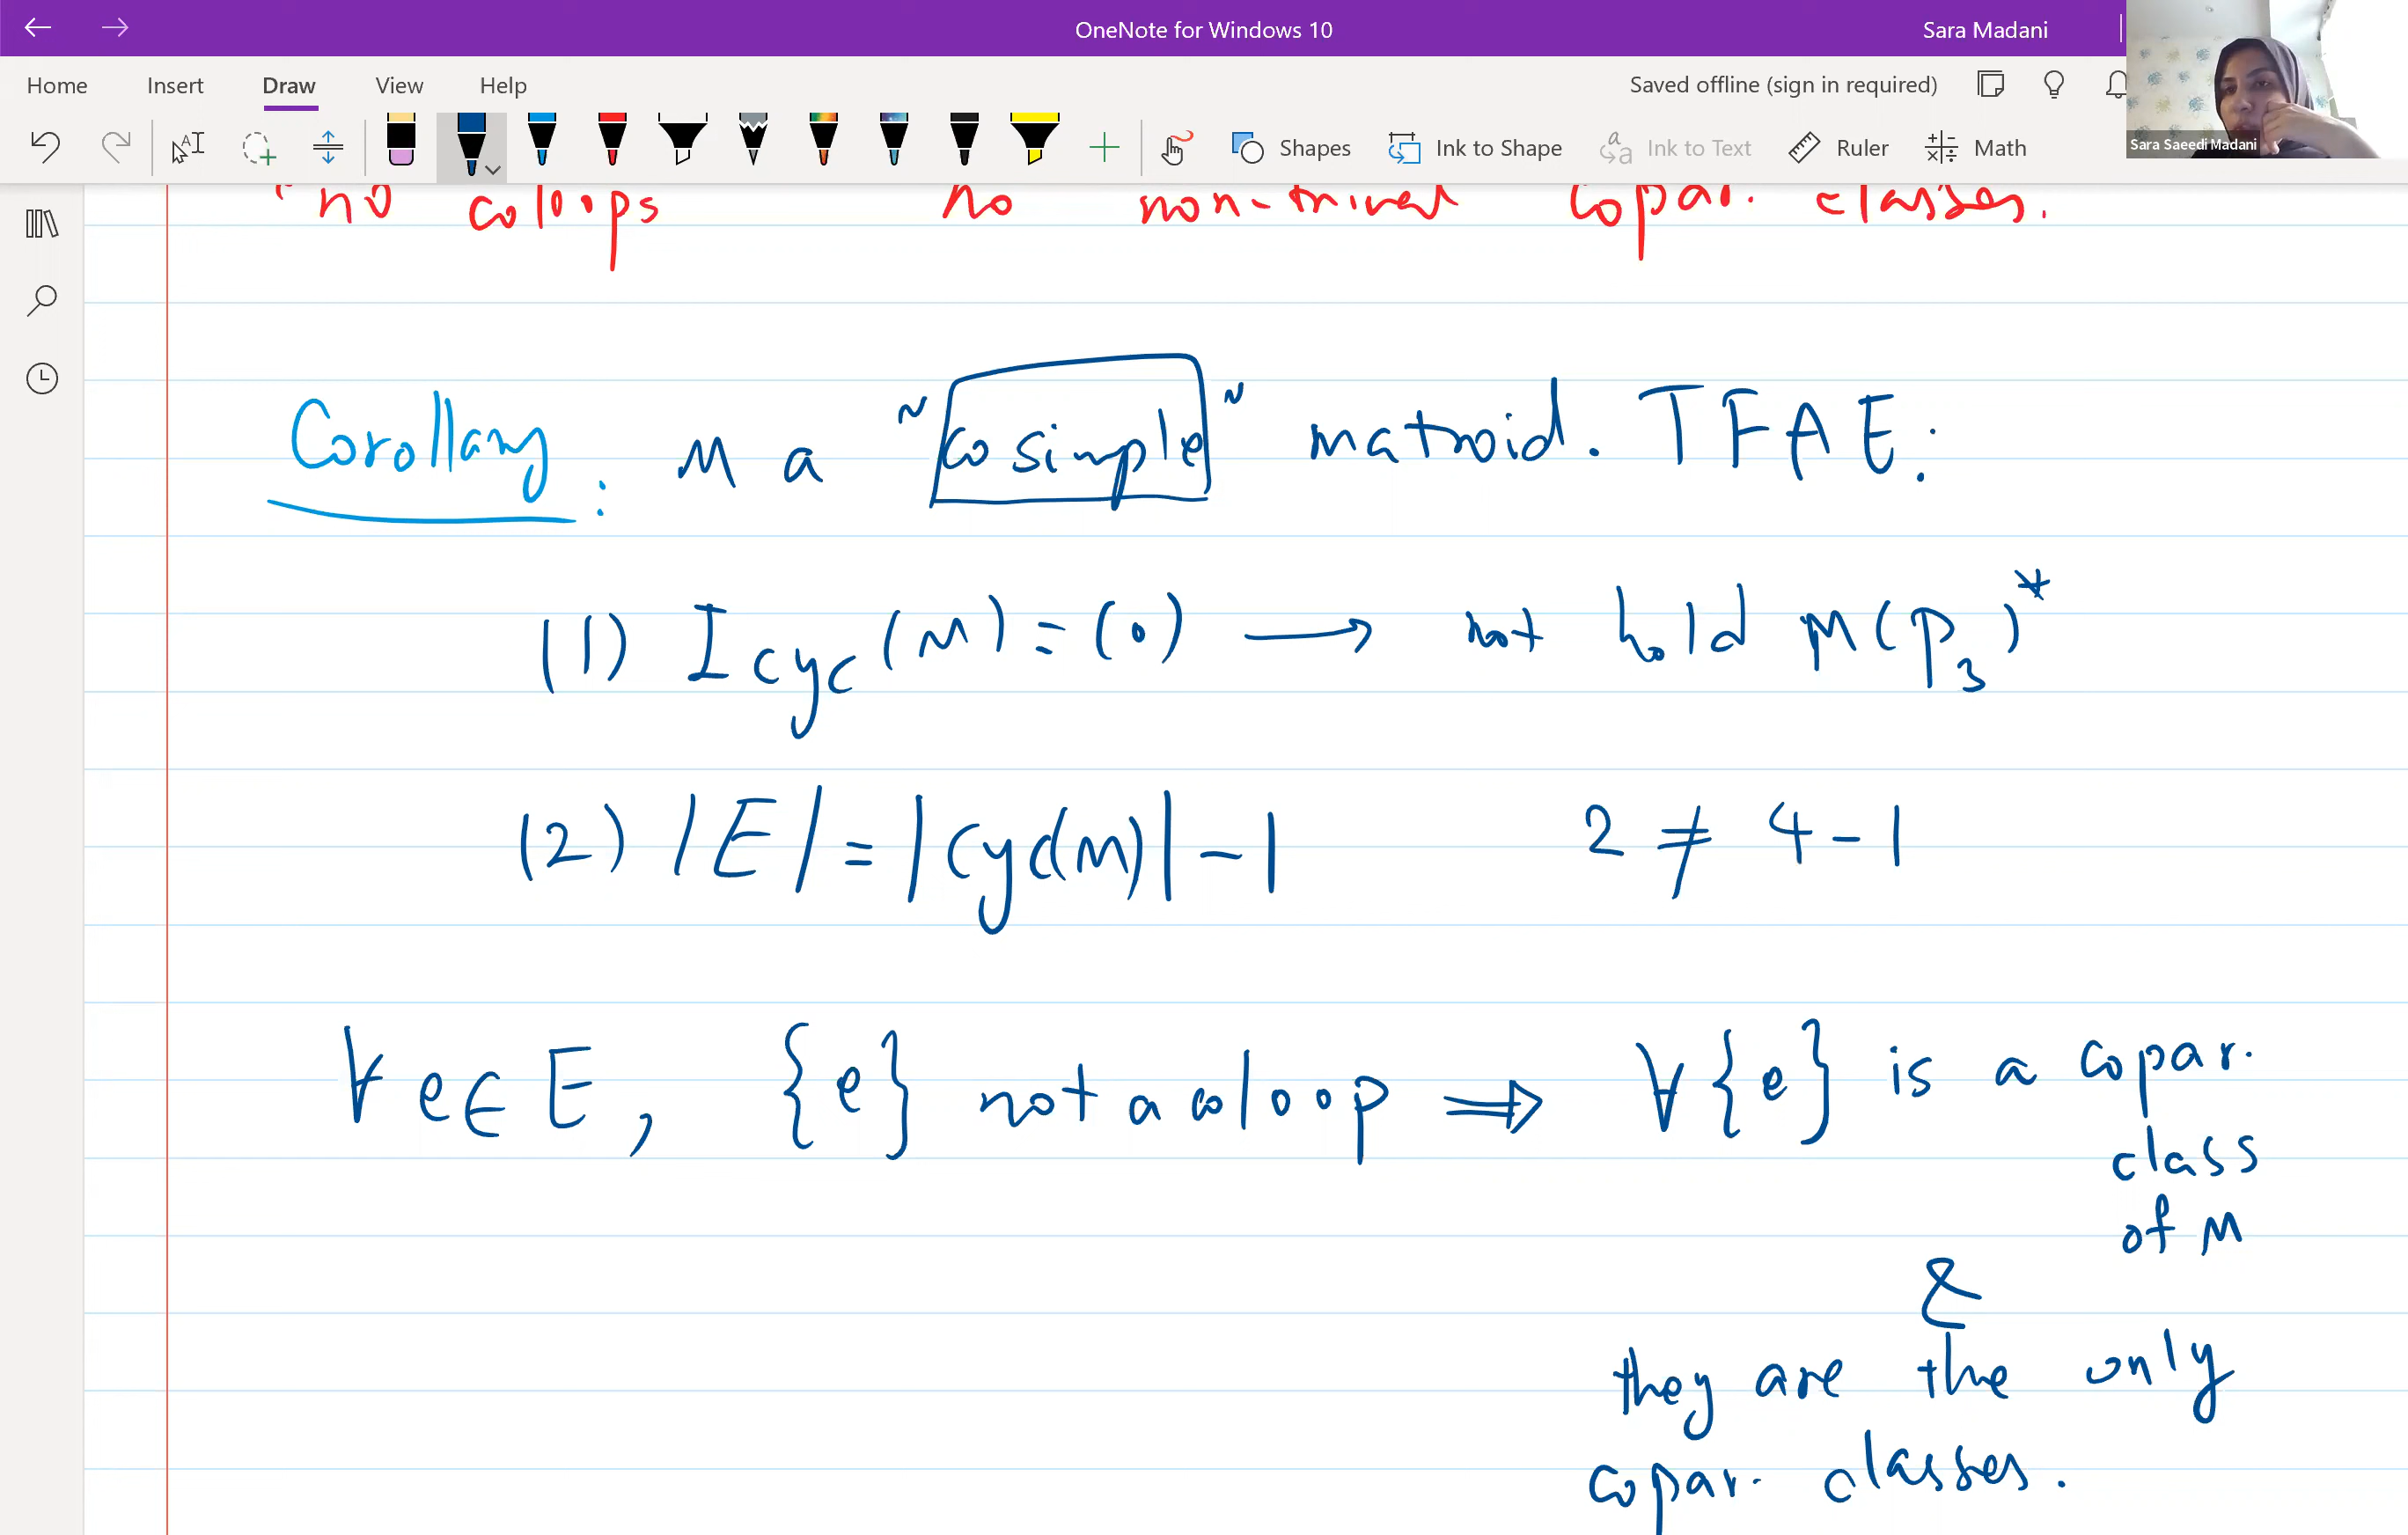 OneNote for Windows 10
Sara Madani
Home Insert Draw View Help
Saved offline (sign in required)
Shapes Ink to Shape Ink to Text Ruler Math
Sara Saeedi Madani
"no coloops no non-trivial copar. classes.
Corollary: M a "cosimple" matroid. TFAE:
(1) I_cyc(M) = (0) → not hold M(P_3)*
(2) |E| = |Cyc(M)| - 1 2 ≠ 4 - 1
∀ e ∈ E, {e} not a coloop ⟹ ∀ {e} is a copar.
class
of M
&
they are the only
copar. classes.